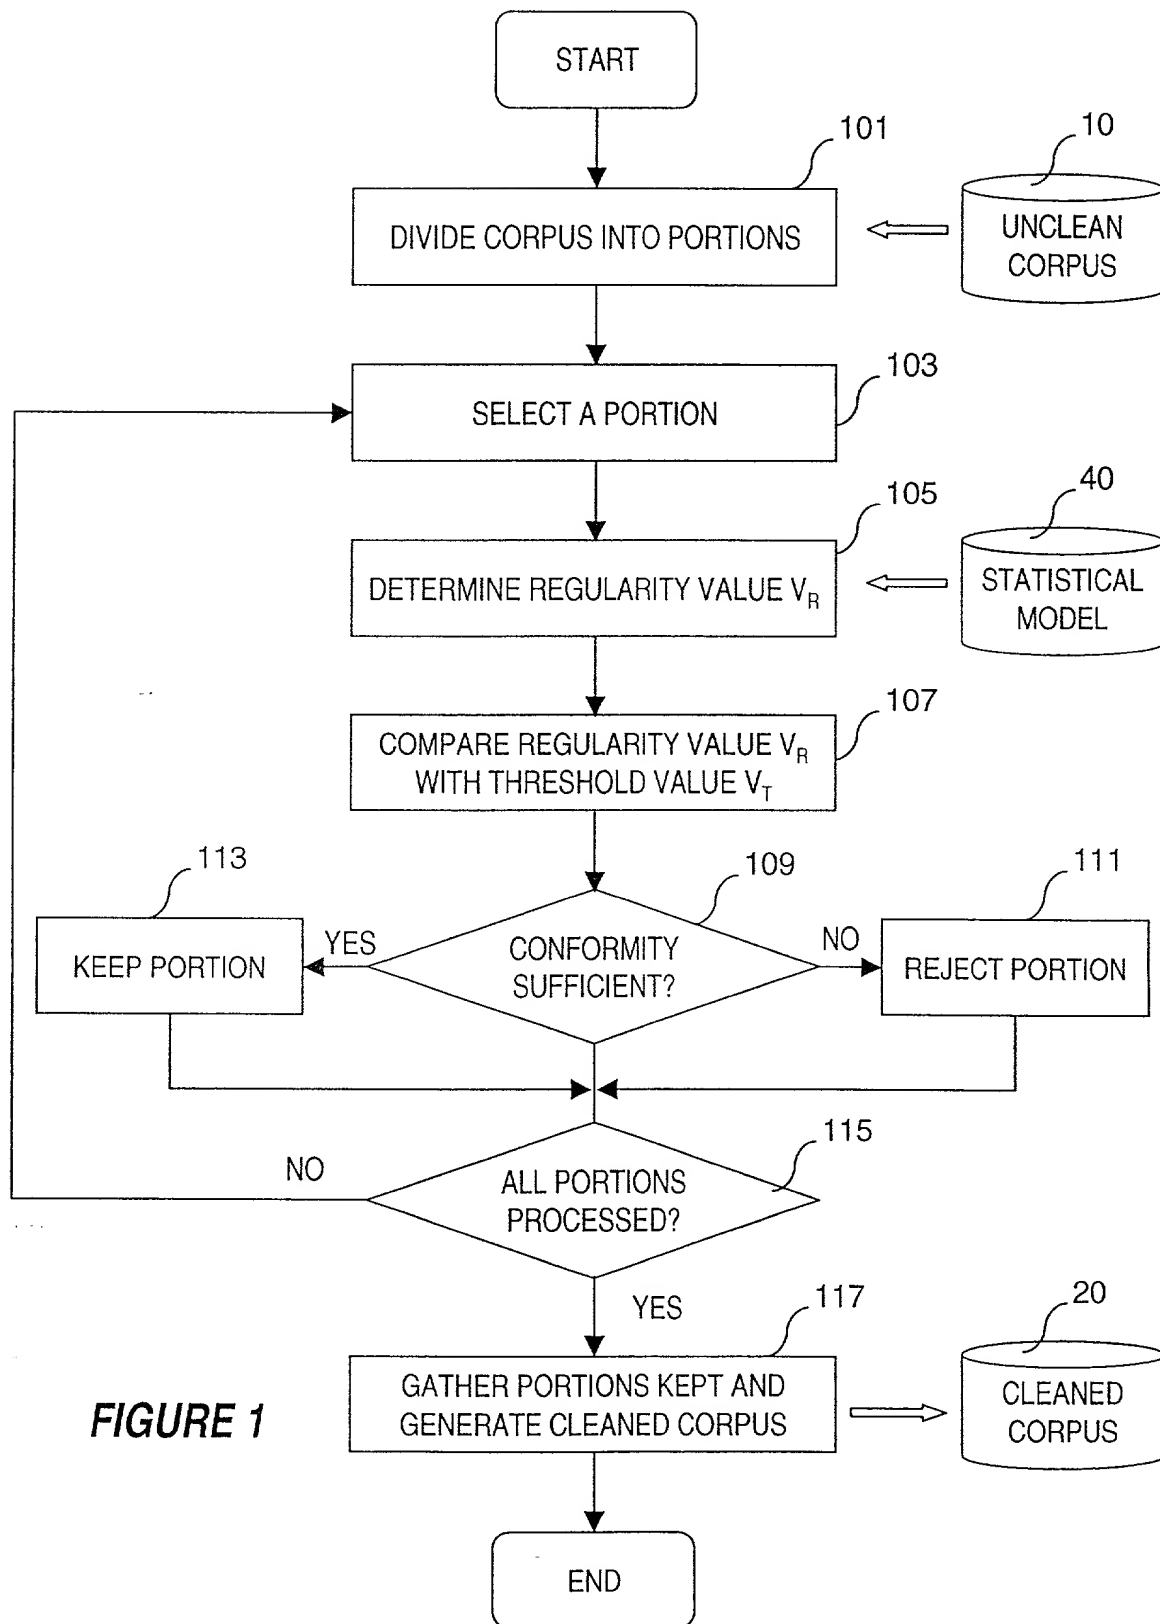 START
101
10
DIVIDE CORPUS INTO PORTIONS
UNCLEAN
CORPUS
103
SELECT A PORTION
105
40
DETERMINE REGULARITY VALUE V_R
STATISTICAL
MODEL
107
COMPARE REGULARITY VALUE V_R
WITH THRESHOLD VALUE V_T
113
109
111
YES
NO
KEEP PORTION
CONFORMITY
SUFFICIENT?
REJECT PORTION
115
NO
ALL PORTIONS
PROCESSED?
YES
117
20
GATHER PORTIONS KEPT AND
GENERATE CLEANED CORPUS
CLEANED
CORPUS
FIGURE 1
END